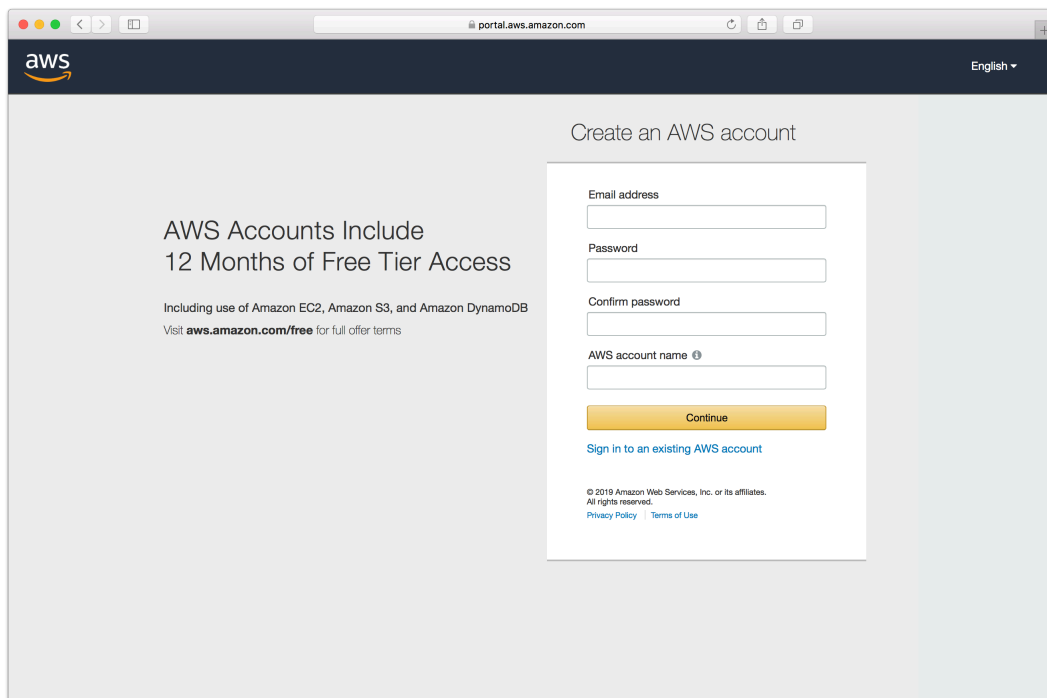 portal.aws.amazon.com
aws
English
Create an AWS account
AWS Accounts Include
12 Months of Free Tier Access
Including use of Amazon EC2, Amazon S3, and Amazon DynamoDB
Visit aws.amazon.com/free for full offer terms
Email address
Password
Confirm password
AWS account name
Continue
Sign in to an existing AWS account
© 2019 Amazon Web Services, Inc. or its affiliates.
All rights reserved.
Privacy Policy Terms of Use